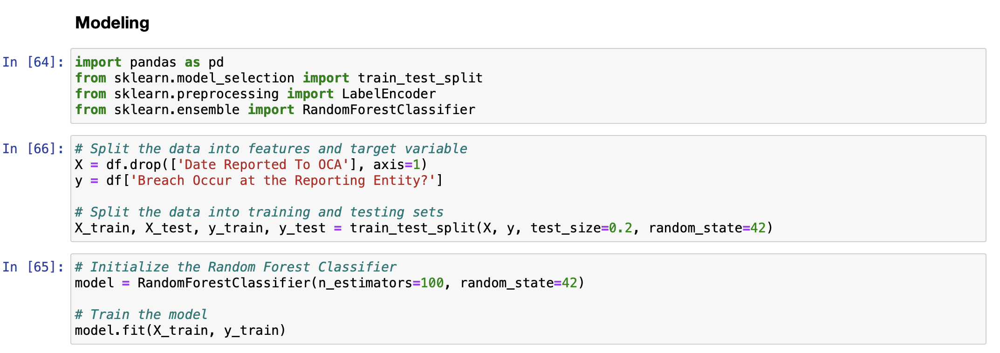 Modeling
In [64]:
import pandas as pd
from sklearn.model_selection import train_test_split
from sklearn.preprocessing import LabelEncoder
from sklearn.ensemble import RandomForestClassifier
In [66]:
# Split the data into features and target variable
X = df.drop(['Date Reported To OCA'], axis=1)
y = df['Breach Occur at the Reporting Entity?']
# Split the data into training and testing sets
X_train, X_test, y_train, y_test = train_test_split(X, y, test_size=0.2, random_state=42)
In [65]:
# Initialize the Random Forest Classifier
model = RandomForestClassifier(n_estimators=100, random_state=42)
# Train the model
model.fit(X_train, y_train)